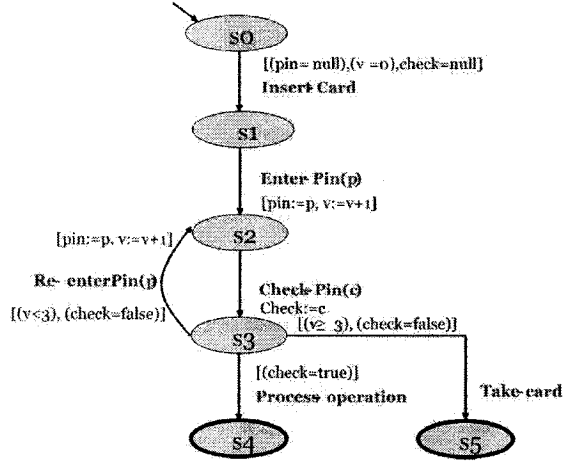 s0
[(pin= null),(v =0),check=null]
Insert Card
s1
Enter Pin(p)
[pin:=p, v:=v+1]
s2
[pin:=p, v:=v+1]
Re- enterPin(p)
[(v<3), (check=false)]
Check Pin(c)
Check:=c
[(v≥ 3), (check=false)]
s3
[(check=true)]
Process operation
Take card
s4
s5